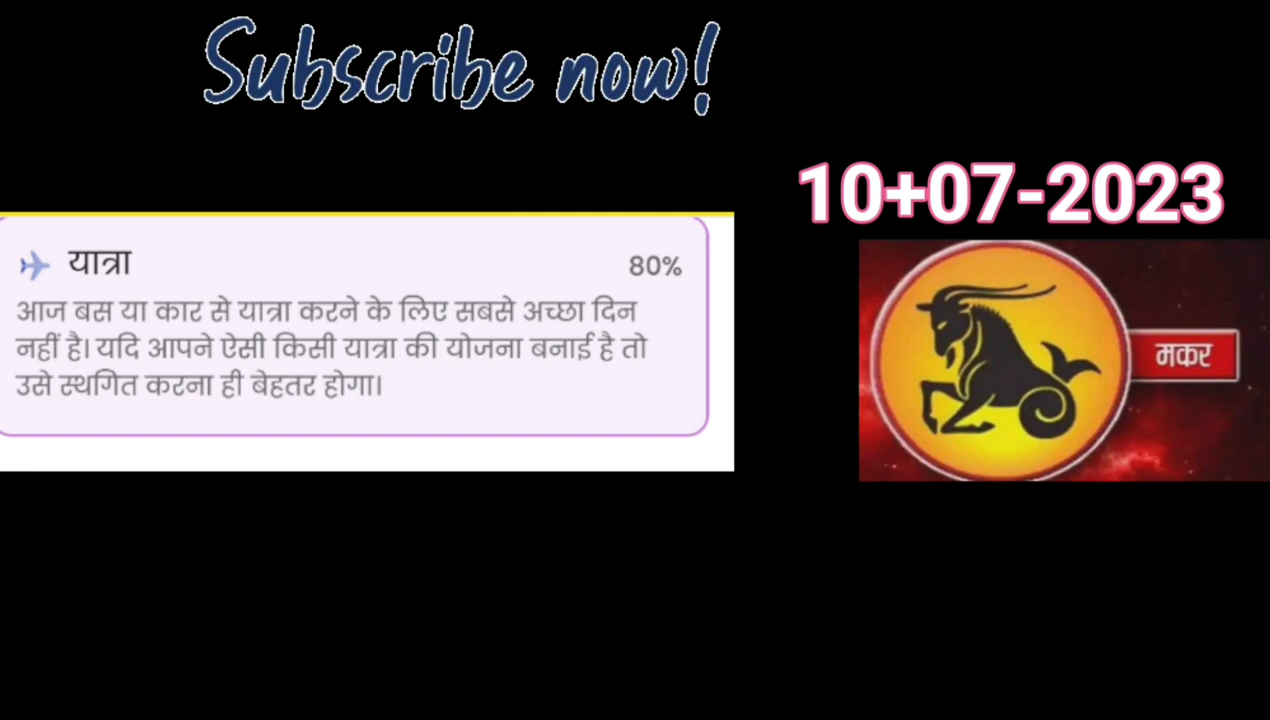 Subscribe now!
10+07-2023
यात्रा 80%
आज बस या कार से यात्रा करने के लिए सबसे अच्छा दिन
नहीं है। यदि आपने ऐसी किसी यात्रा की योजना बनाई है तो
उसे स्थगित करना ही बेहतर होगा।
मकर